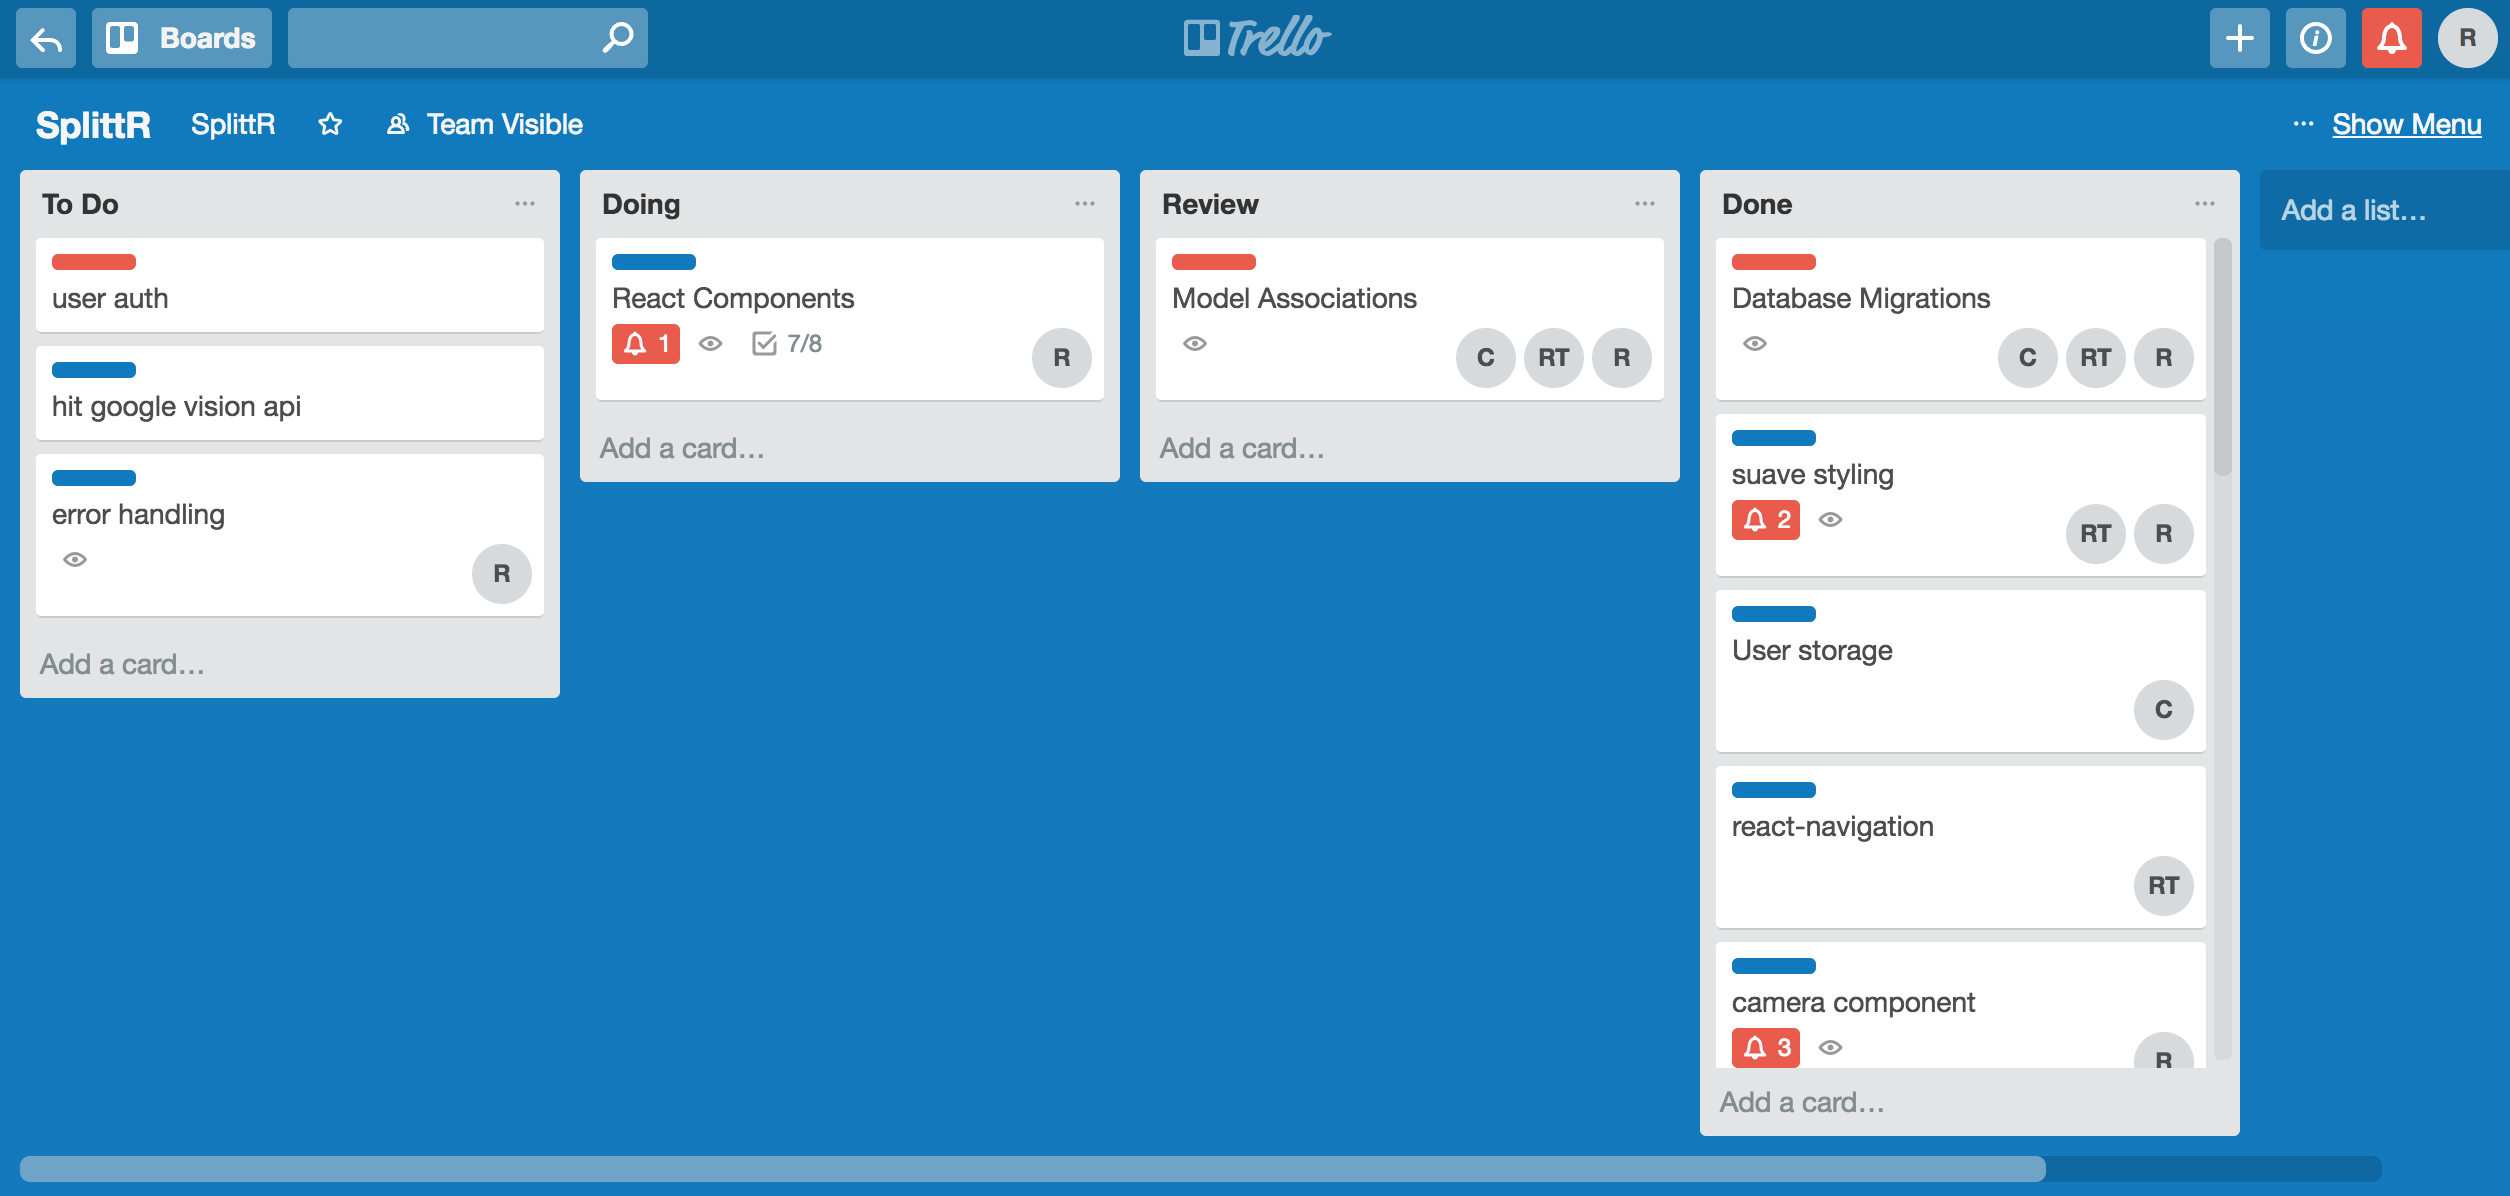 Boards
Trello
R
SplittR SplittR Team Visible
... Show Menu
To Do
user auth
hit google vision api
error handling
R
Add a card...
Doing
React Components
1 7/8
R
Add a card...
Review
Model Associations
C RT R
Add a card...
Done
Database Migrations
C RT R
suave styling
2
RT R
User storage
C
react-navigation
RT
camera component
3
R
Add a card...
Add a list...